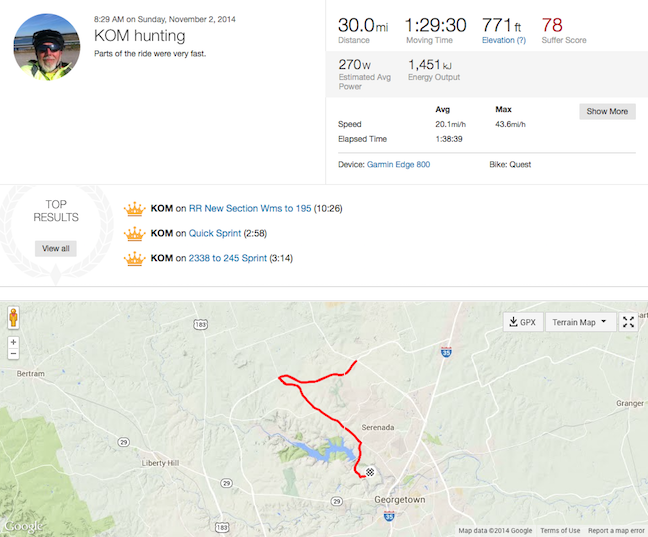 8:29 AM on Sunday, November 2, 2014
KOM hunting
Parts of the ride were very fast.
30.0mi
Distance
1:29:30
Moving Time
771ft
Elevation (?)
78
Suffer Score
270W
Estimated Avg
Power
1,451kJ
Energy Output
Avg Max
Speed 20.1mi/h 43.6mi/h
Elapsed Time 1:38:39
Show More
Device: Garmin Edge 800
Bike: Quest
TOP
RESULTS
View all
KOM on RR New Section Wms to 195 (10:26)
KOM on Quick Sprint (2:58)
KOM on 2338 to 245 Sprint (3:14)
GPX
Terrain Map
+
−
183
35
Bertram
Granger
Serenada
29
Liberty Hill
29
29
Georgetown
35
183
Google
Map data ©2014 Google Terms of Use Report a map error